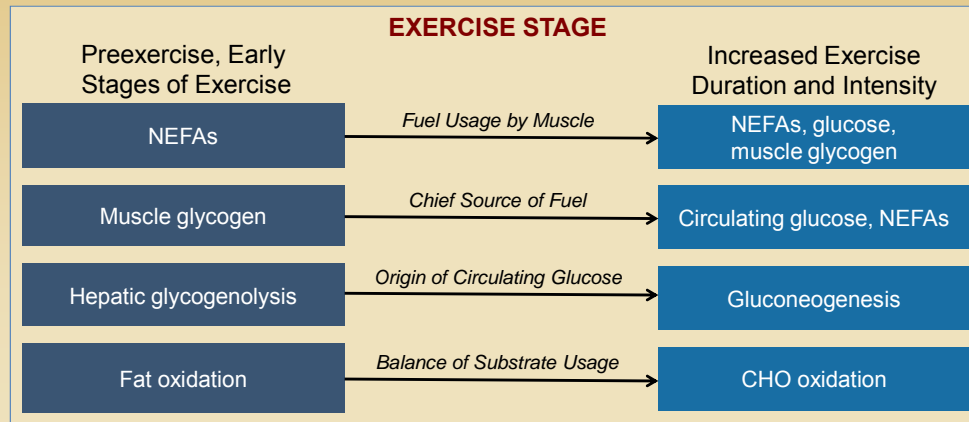 EXERCISE STAGE
Preexercise, Early
Stages of Exercise
Increased Exercise
Duration and Intensity
NEFAs
Fuel Usage by Muscle
NEFAs, glucose,
muscle glycogen
Muscle glycogen
Chief Source of Fuel
Circulating glucose, NEFAs
Hepatic glycogenolysis
Origin of Circulating Glucose
Gluconeogenesis
Fat oxidation
Balance of Substrate Usage
CHO oxidation